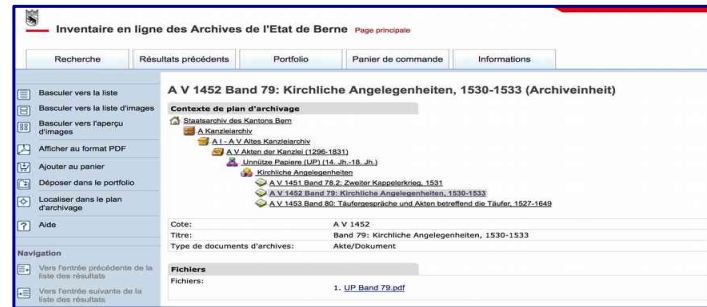 Inventaire en ligne des Archives de l'Etat de Berne Page principale
Recherche Résultats précédents Portfolio Panier de commande Informations
Basculer vers la liste
Basculer vers la liste d'images
Basculer vers l'aperçu
d'images
Afficher au format PDF
Ajouter au panier
Déposer dans le portfolio
Localiser dans le plan
d'archivage
Aide
Navigation
Vers l'entrée précédente de la
liste des résultats
Vers l'entrée suivante de la
liste des résultats
A V 1452 Band 79: Kirchliche Angelegenheiten, 1530-1533 (Archiveinheit)
Contexte de plan d'archivage
Staatsarchiv des Kantons Bern
A Kanzleiarchiv
A I - A V Altes Kanzleiarchiv
A V Akten der Kanzlei (1296-1831)
Unnütze Papiere (UP) (14. Jh.-18. Jh.)
Kirchliche Angelegenheiten
A V 1451 Band 78.2: Zweiter Kappelerkrieg, 1531
A V 1452 Band 79: Kirchliche Angelegenheiten, 1530-1533
A V 1453 Band 80: Täufergespräche und Akten betreffend die Täufer, 1527-1649
Cote: A V 1452
Titre: Band 79: Kirchliche Angelegenheiten, 1530-1533
Type de documents d'archives: Akte/Dokument
Fichiers
Fichiers:
1. UP Band 79.pdf